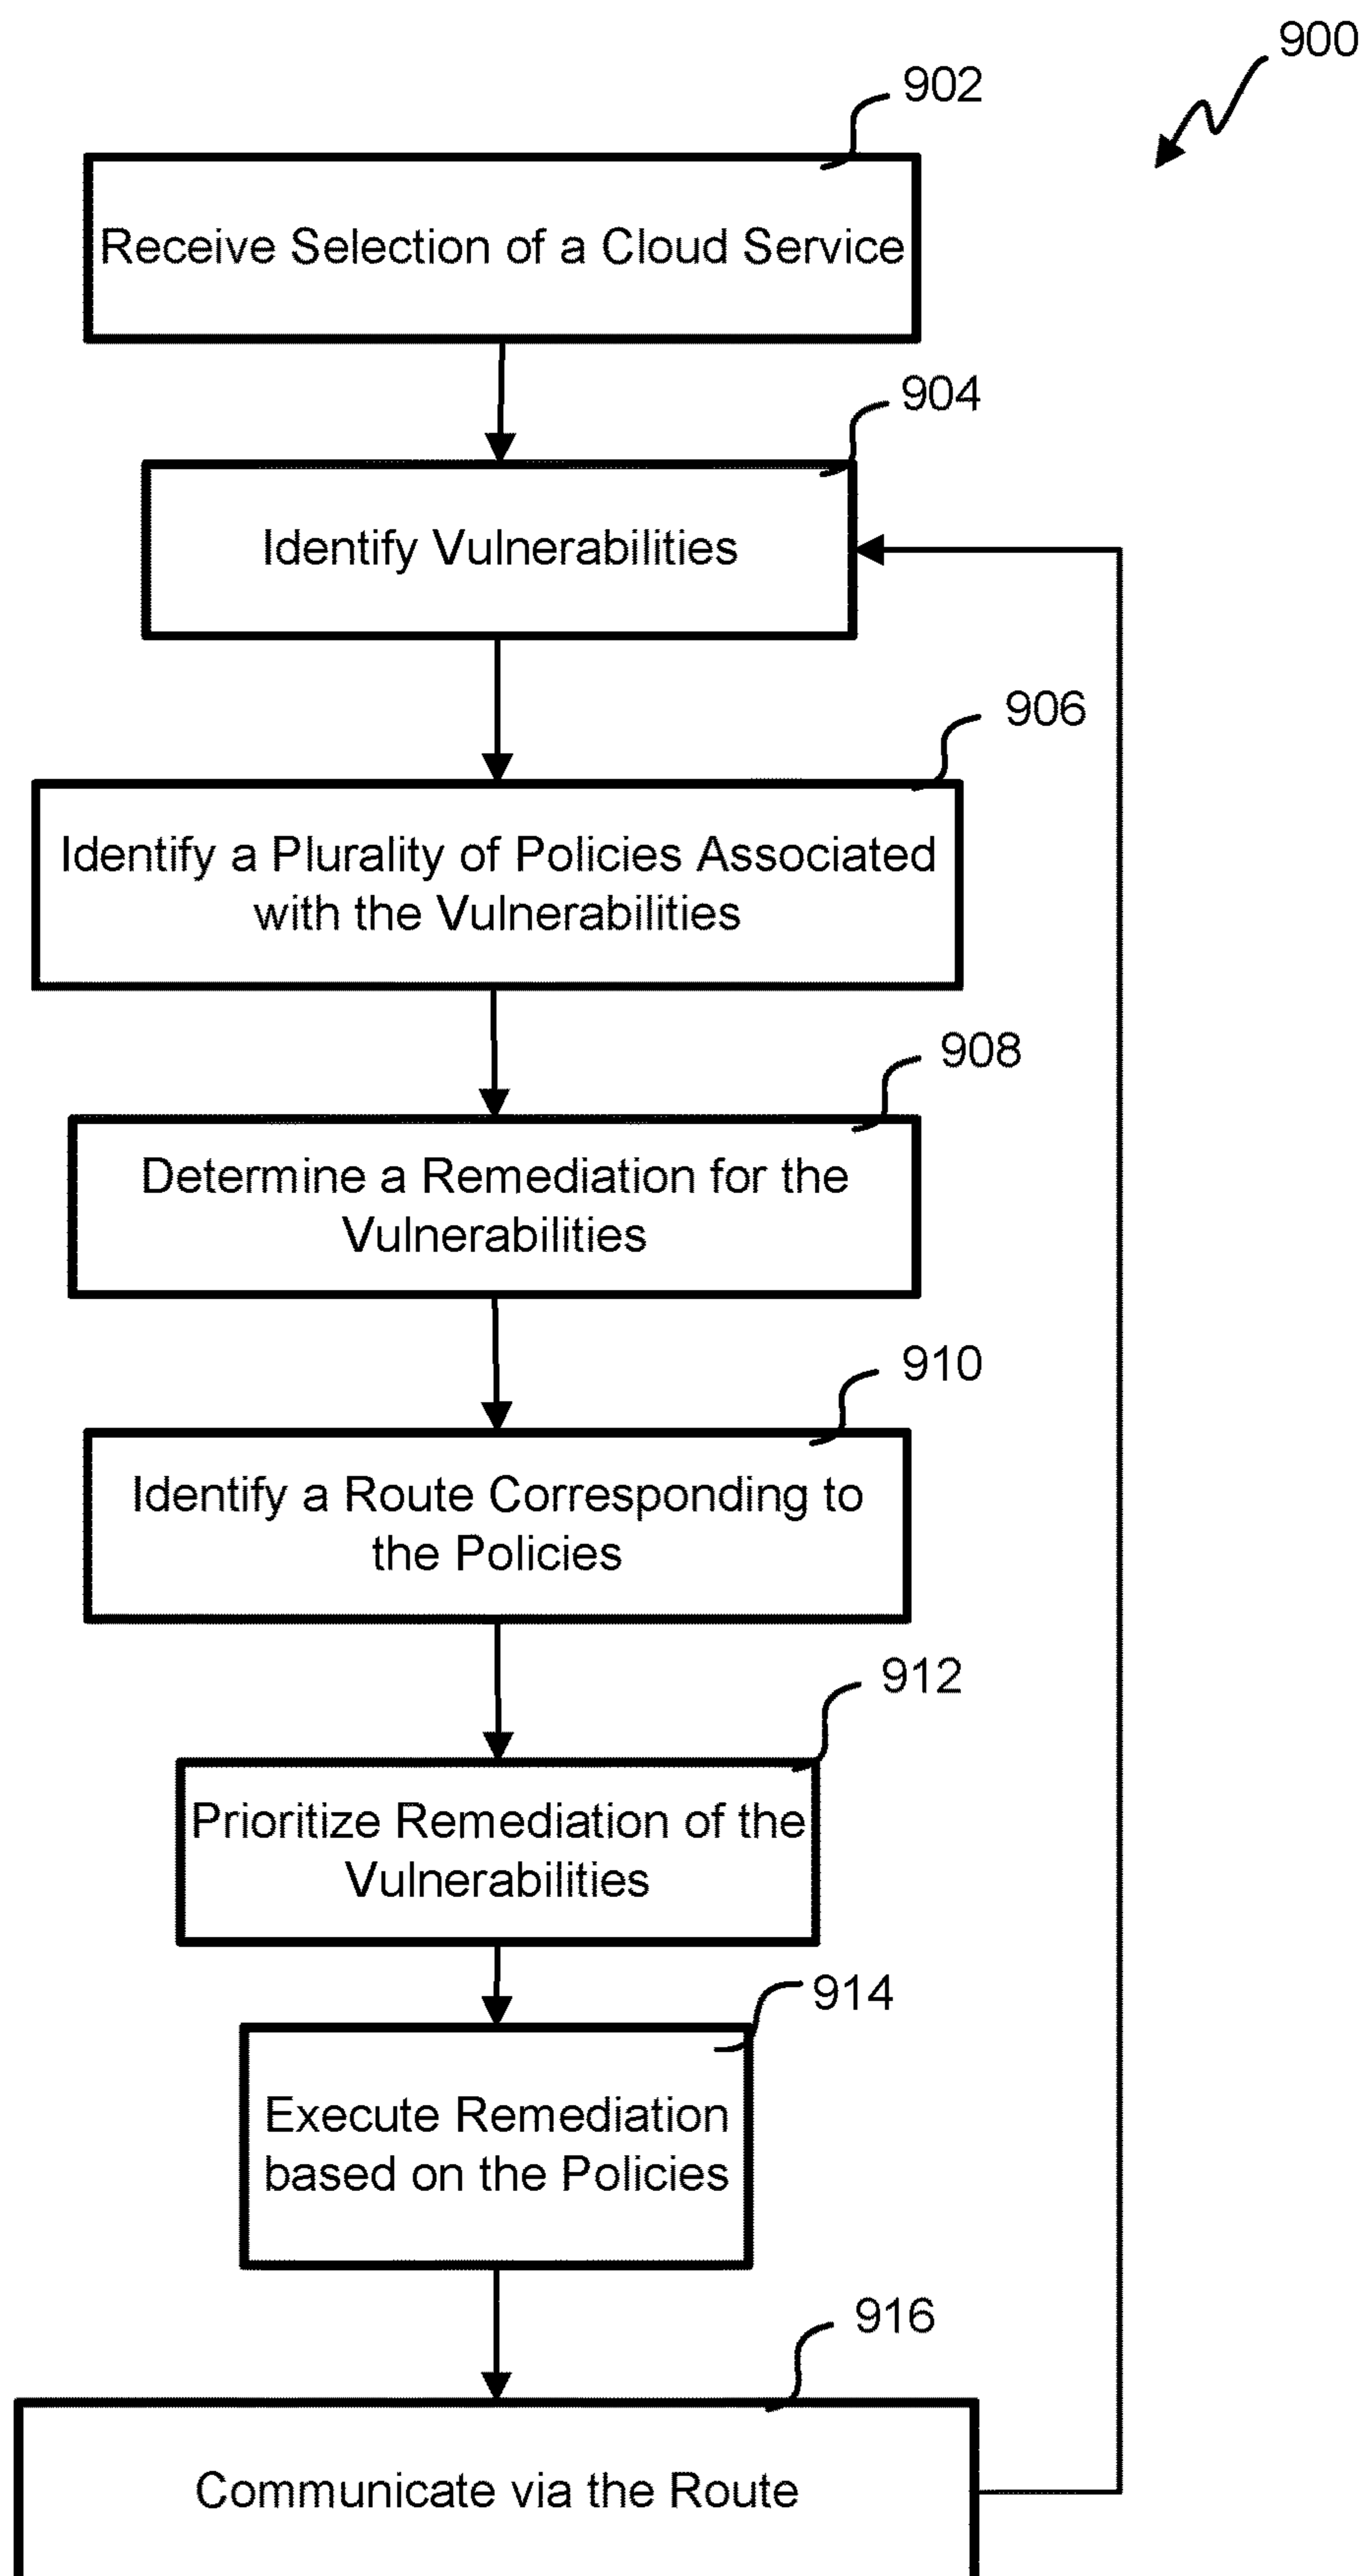 900
902
Receive Selection of a Cloud Service
904
Identify Vulnerabilities
906
Identify a Plurality of Policies Associated
with the Vulnerabilities
908
Determine a Remediation for the
Vulnerabilities
910
Identify a Route Corresponding to
the Policies
912
Prioritize Remediation of the
Vulnerabilities
914
Execute Remediation
based on the Policies
916
Communicate via the Route